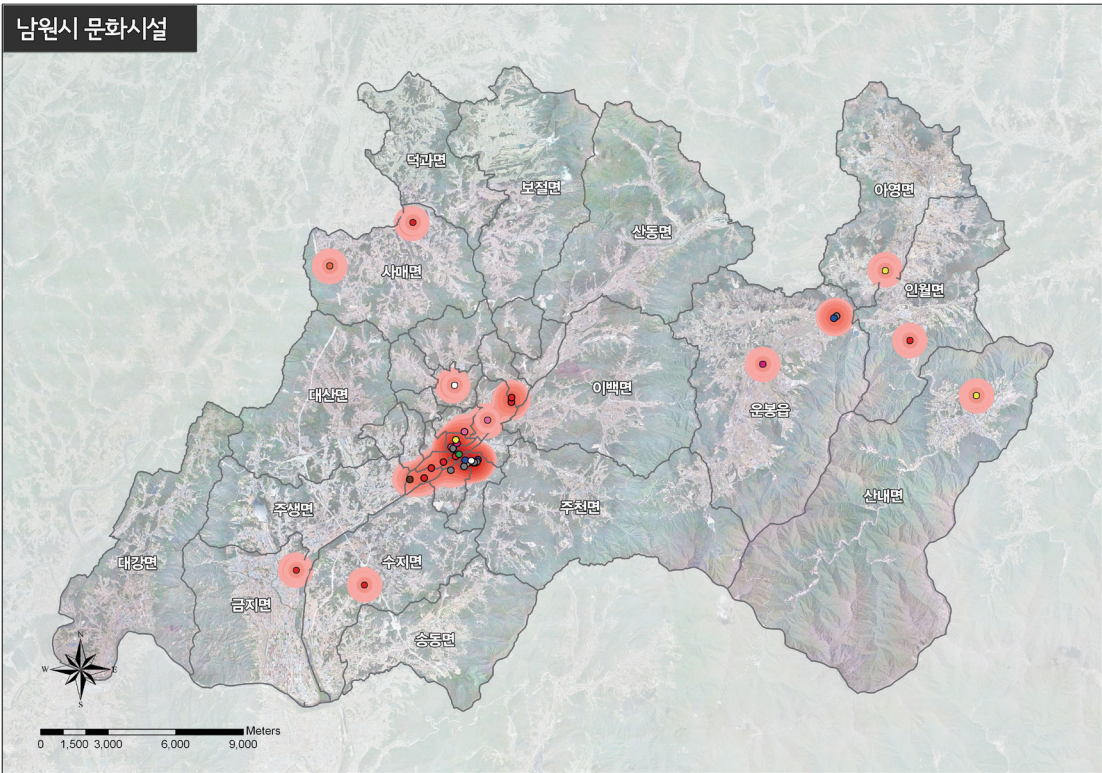 남원시 문화시설
덕과면
보절면
아영면
산동면
사매면
인월면
대산면
이백면
운봉읍
산내면
주생면
주천면
대강면
수지면
금지면
송동면
N
W E
S
Meters
0 1,500 3,000 6,000 9,000